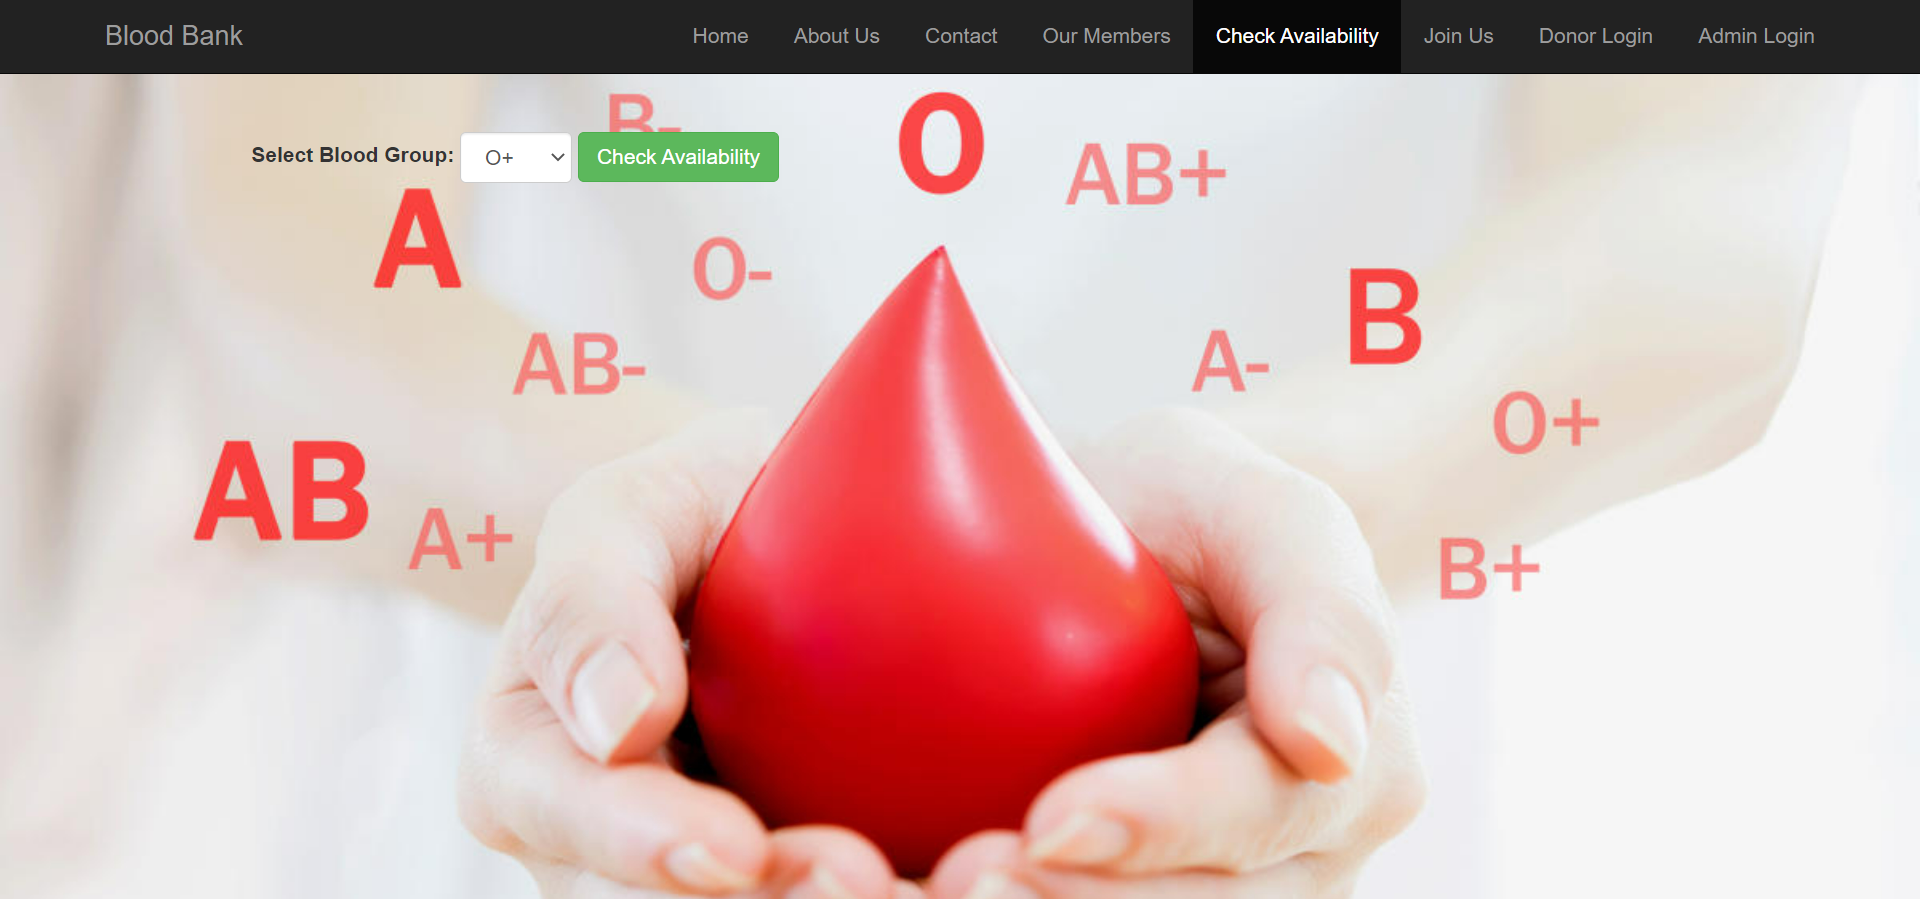 Blood Bank Home About Us Contact Our Members Check Availability Join Us Donor Login Admin Login
B-
O
Select Blood Group: O+ Check Availability
AB+
A
O-
B
AB-
A-
O+
AB
A+
B+